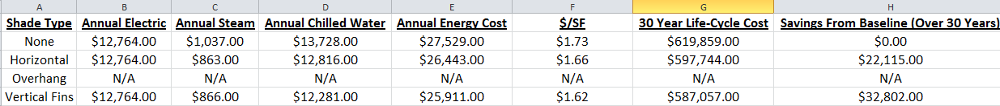 A B C D E F G H
Shade Type Annual Electric Annual Steam Annual Chilled Water Annual Energy Cost $/SF 30 Year Life-Cycle Cost Savings From Baseline (Over 30 Years)
None $12,764.00 $1,037.00 $13,728.00 $27,529.00 $1.73 $619,859.00 $0.00
Horizontal $12,764.00 $863.00 $12,816.00 $26,443.00 $1.66 $597,744.00 $22,115.00
Overhang N/A N/A N/A N/A N/A N/A N/A
Vertical Fins $12,764.00 $866.00 $12,281.00 $25,911.00 $1.62 $587,057.00 $32,802.00